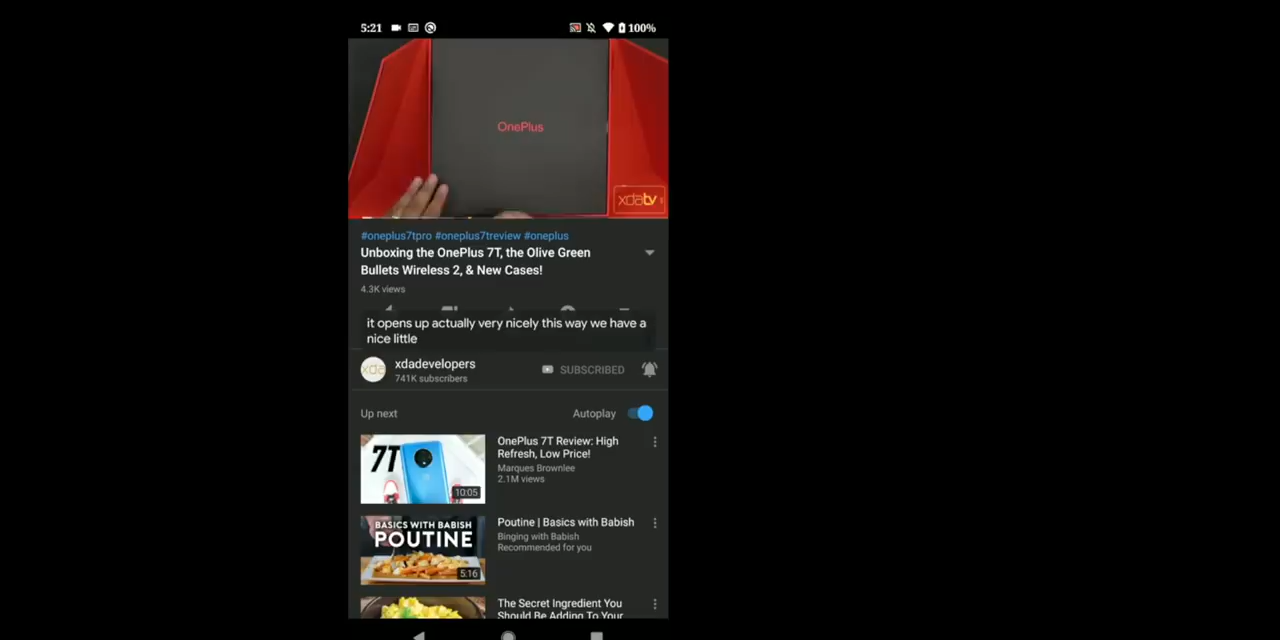 5:21
100%
OnePlus
xdatv
#oneplus7tpro #oneplus7treview #oneplus
Unboxing the OnePlus 7T, the Olive Green
Bullets Wireless 2, & New Cases!
4.3K views
it opens up actually very nicely this way we have a
nice little
xda
xdadevelopers
741K subscribers
SUBSCRIBED
Up next
Autoplay
7T
10:05
OnePlus 7T Review: High
Refresh, Low Price!
Marques Brownlee
2.1M views
BASICS WITH BABISH
POUTINE
5:16
Poutine | Basics with Babish
Binging with Babish
Recommended for you
The Secret Ingredient You
Should Be Adding To Your